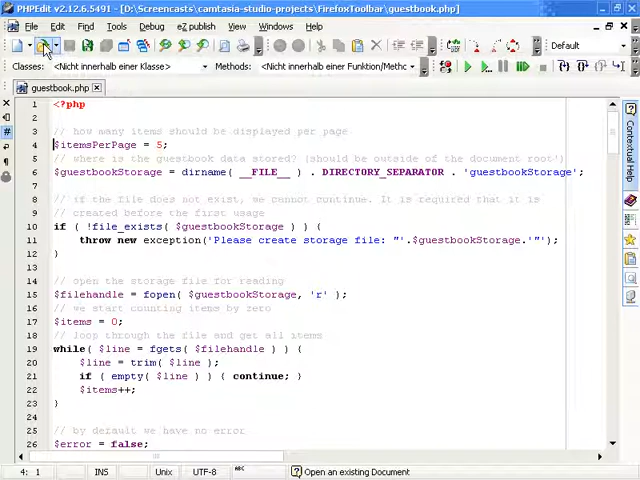 PHPEdit v2.12.6.5491 - [D:\Screencasts\camtasia-studio-projects\FirefoxToolbar\guestbook.php]
File Edit Find Tools Debug eZ publish View Windows Help
Default
Classes: <Nicht innerhalb einer Klasse> <Nicht innerhalb einer Funktion/Methode
guestbook.php
1 <?php
2
3 // how many items should be displayed per page
4 $itemsPerPage = 5;
5 // where is the guestbook data stored? (should be outside of the document root')
6 $guestbookStorage = dirname( __FILE__ ) . DIRECTORY_SEPARATOR . 'guestbookStorage';
7
8 // if the file does not exist, we cannot continue. It is required that it is
9 // created before the first usage
10 if ( !file_exists( $guestbookStorage ) ) {
11 throw new exception('Please create storage file: "'.$guestbookStorage.'"');
12 }
13
14 // open the storage file for reading
15 $filehandle = fopen( $guestbookStorage, 'r' );
16 // we start counting items by zero
17 $items = 0;
18 // loop through the file and get all items
19 while( $line = fgets( $filehandle ) ) {
20 $line = trim( $line );
21 if ( empty( $line ) ) { continue; }
22 $items++;
23 }
24
25 // by default we have no error
26 $error = false;
Contextual Help
4: 1 INS Unix UTF-8 ABC Open an existing Document